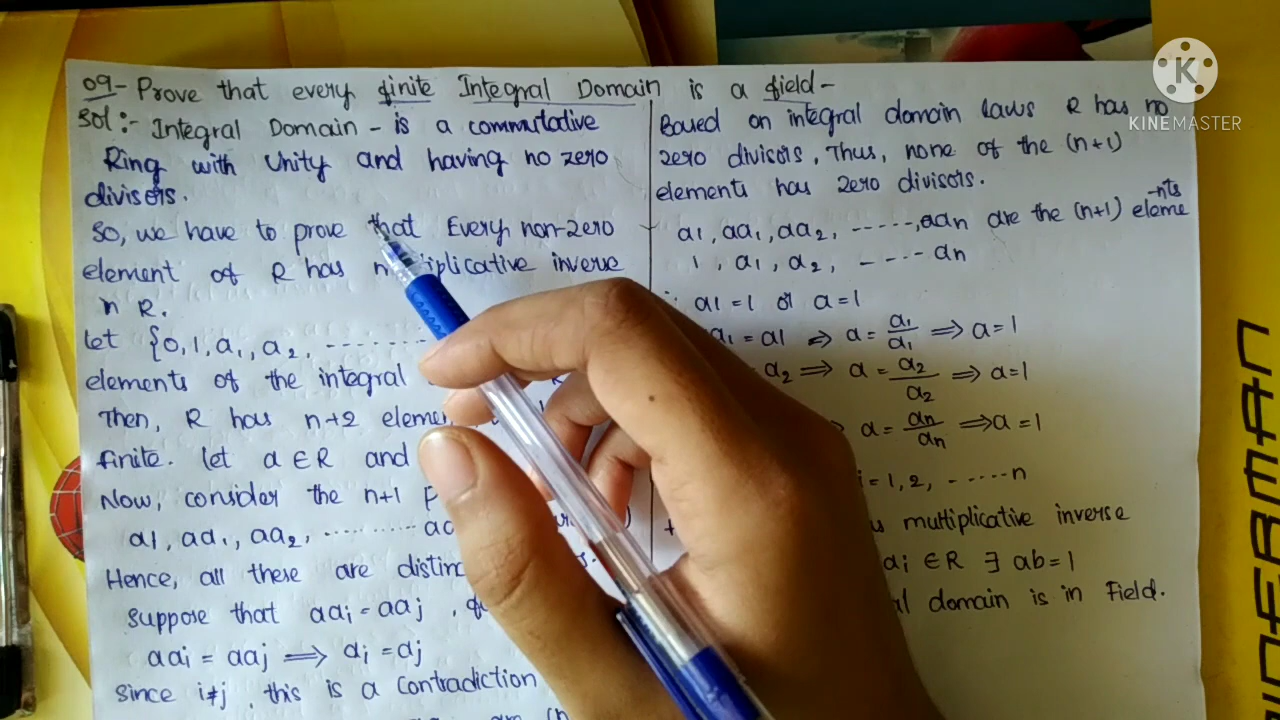 09- Prove that every finite Integral Domain is a field-
Sol:- Integral Domain - is a commutative
Ring with Unity and having no zero
divisors.
So, we have to prove that Every non-zero
element of R has inverse
R.
Let {0, 1, a1, a2, --------
elements of the integral
Then, R has n+2
finite. Let a ∈ R and
Now, consider the n+1
a1, aa1, aa2, ----------
Hence, all these are
Suppose that aai = aaj ,
aai = aaj ⟹ ai = aj
Since i≠j, this is a contradiction
Based on integral domain laws R has no
zero divisors, Thus, none of the (n+1)
elements has zero divisors.
a1, aa1, aa2, ------, aan are the (n+1) eleme
-nts
1, a1, a2, ---- an
a1 = 1 or a = 1
= a1 ⟹ a = a1/a1 ⟹ a = 1
a2 ⟹ a = a2/a2 ⟹ a = 1
a = an/an ⟹ a = 1
= 1, 2, ----- n
multiplicative inverse
ai ∈ R ∃ ab = 1
domain is in Field.
K
KINEMASTER
DERMAN